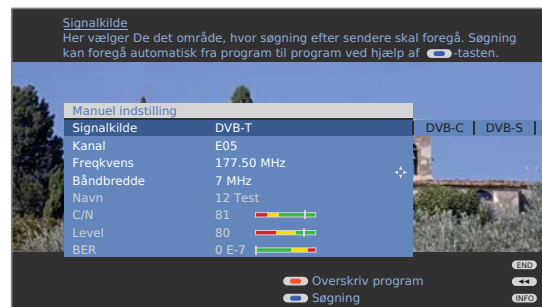 Signalkilde
Her vælger De det område, hvor søgning efter sendere skal foregå. Søgning
kan foregå automatisk fra program til program ved hjælp af -tasten.
Manuel indstilling
Signalkilde DVB-T DVB-C DVB-S
Kanal E05
Freqkvens 177.50 MHz
Båndbredde 7 MHz
Navn 12 Test
C/N 81
Level 80
BER 0 E-7
END
Overskriv program
Søgning INFO